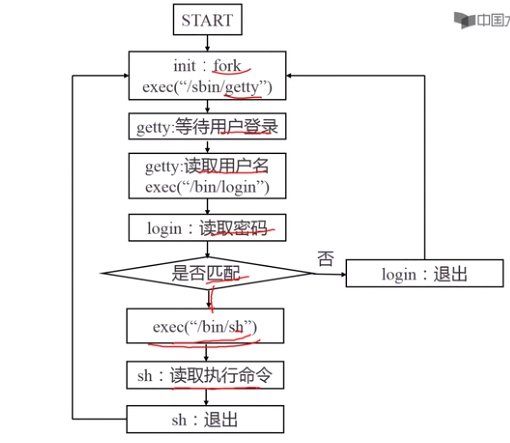 START
中国大
init：fork
exec(“/sbin/getty”)
getty:等待用户登录
getty:读取用户名
exec(“/bin/login”)
login：读取密码
是否匹配
否
login：退出
exec(“/bin/sh”)
sh：读取执行命令
sh：退出